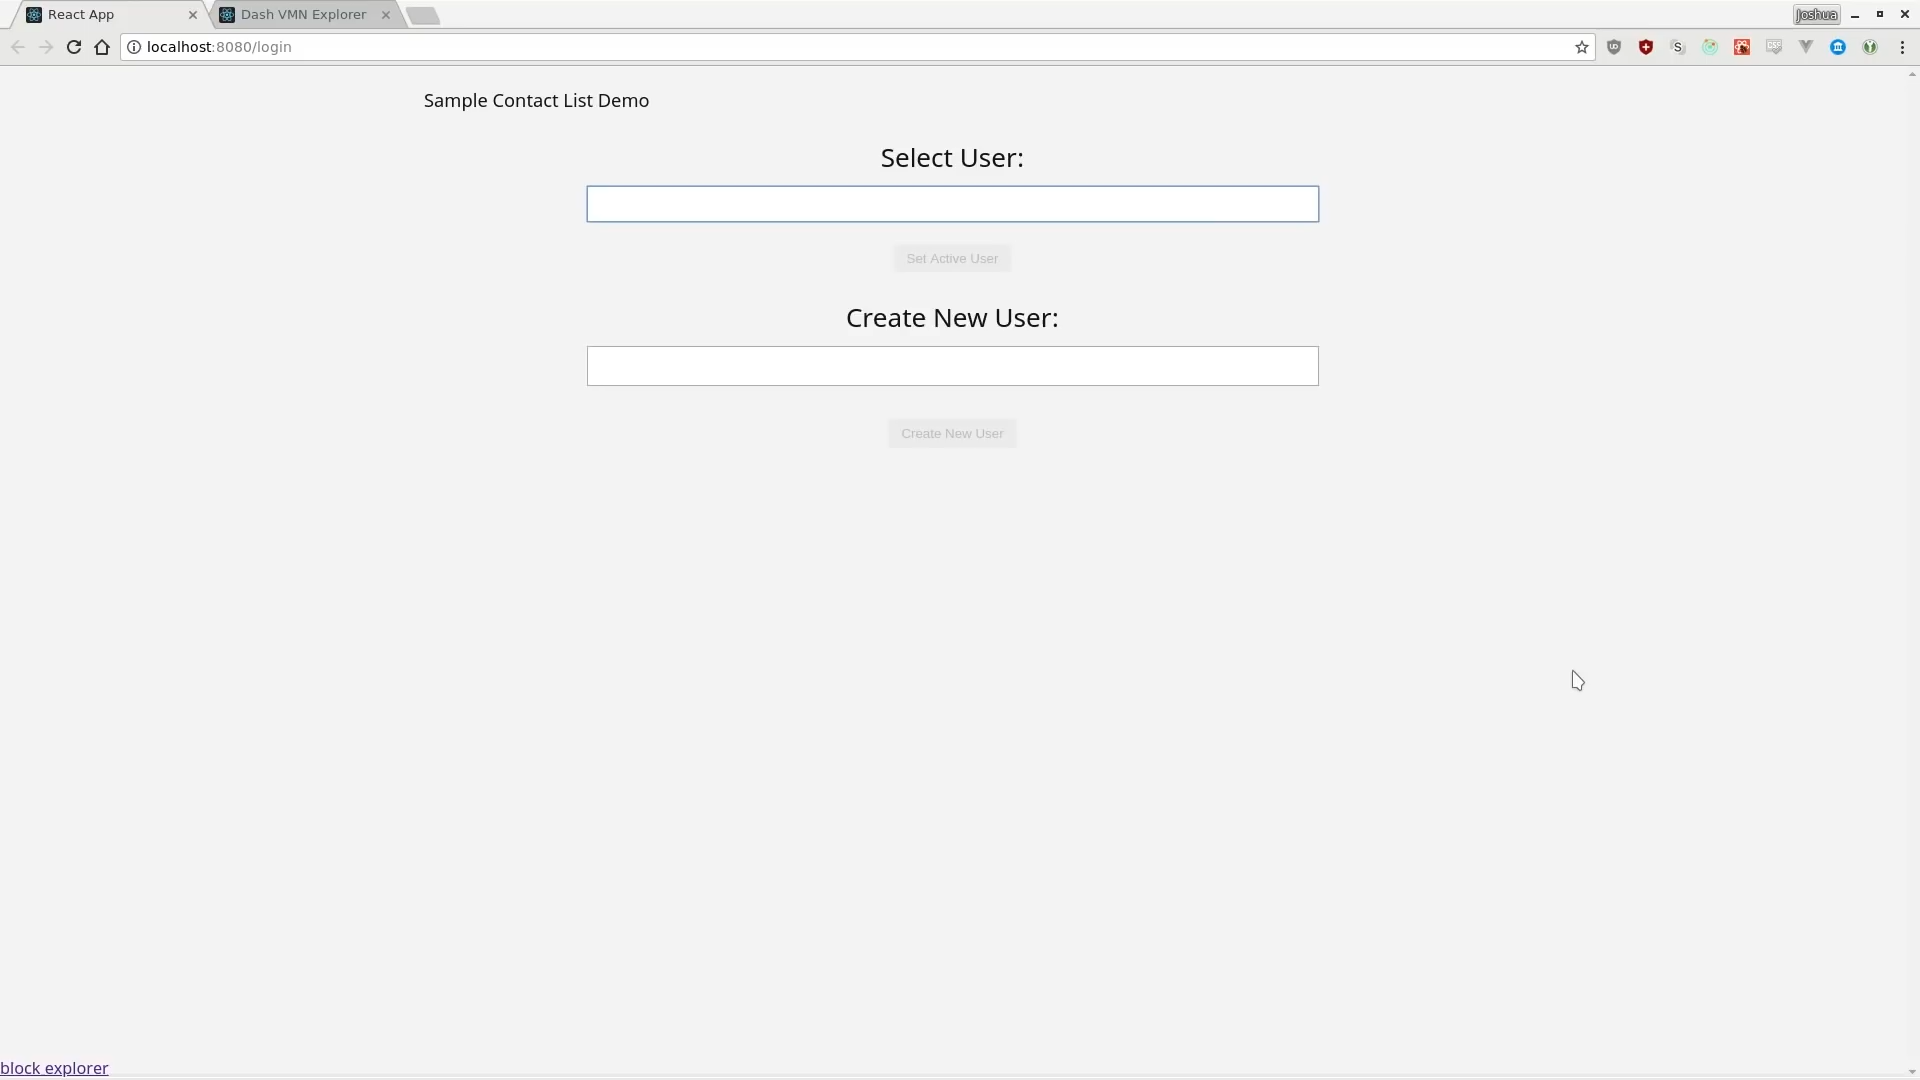 React App
Dash VMN Explorer
Joshua
localhost:8080/login
Sample Contact List Demo
Select User:
Set Active User
Create New User:
Create New User
block explorer